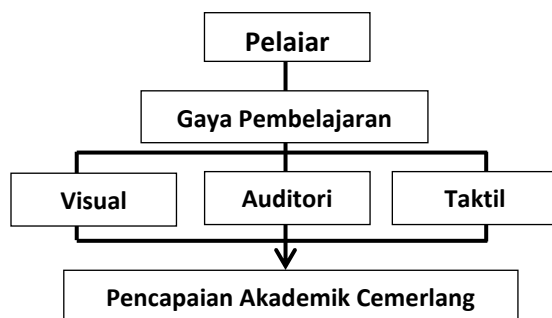 Pelajar
Gaya Pembelajaran
Visual
Auditori
Taktil
Pencapaian Akademik Cemerlang